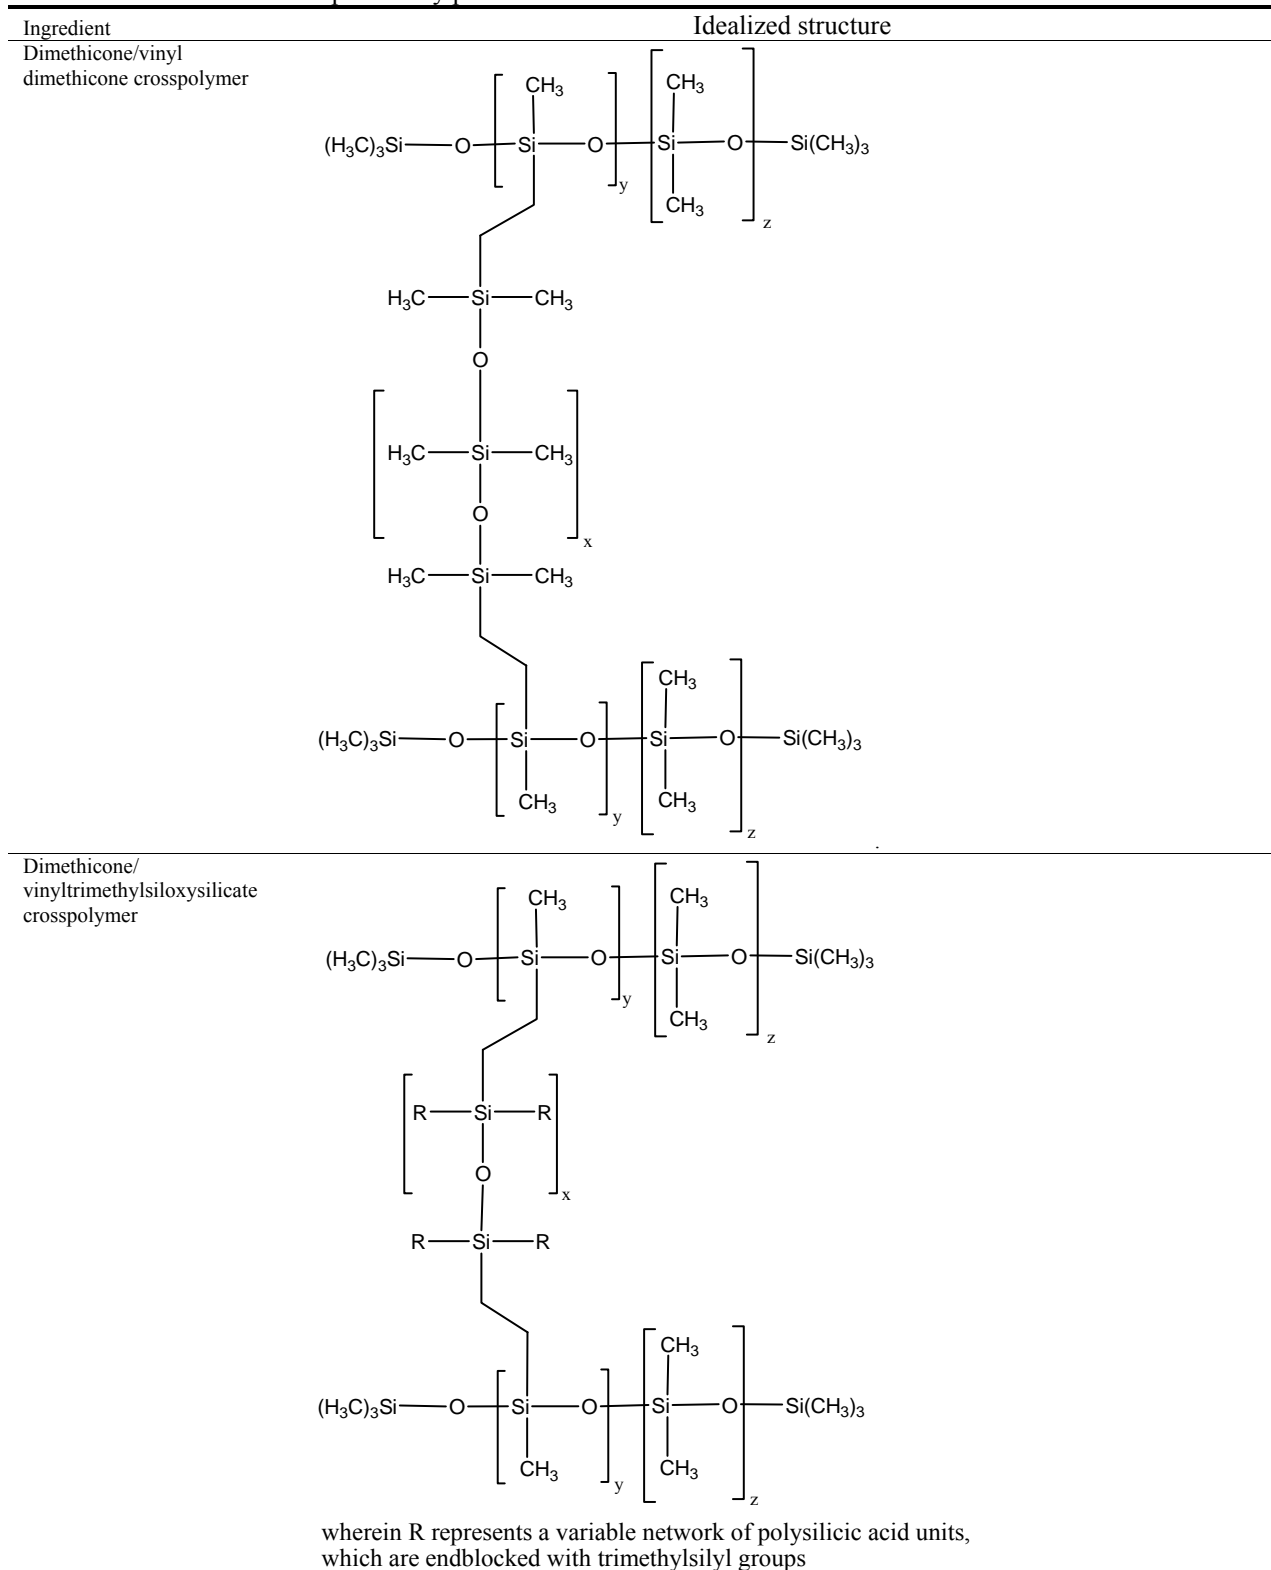 Ingredient Idealized structure
Dimethicone/vinyl
dimethicone crosspolymer
CH3 CH3
(H3C)3Si O Si O Si O Si(CH3)3
y
CH3
z
H3C Si CH3
O
H3C Si CH3
O
x
H3C Si CH3
CH3
(H3C)3Si O Si O Si O Si(CH3)3
CH3 CH3
y
z
Dimethicone/
vinyltrimethylsiloxysilicate
crosspolymer
CH3 CH3
(H3C)3Si O Si O Si O Si(CH3)3
y
CH3
z
R Si R
O
x
R Si R
CH3
(H3C)3Si O Si O Si O Si(CH3)3
CH3 CH3
y
z
wherein R represents a variable network of polysilicic acid units,
which are endblocked with trimethylsilyl groups